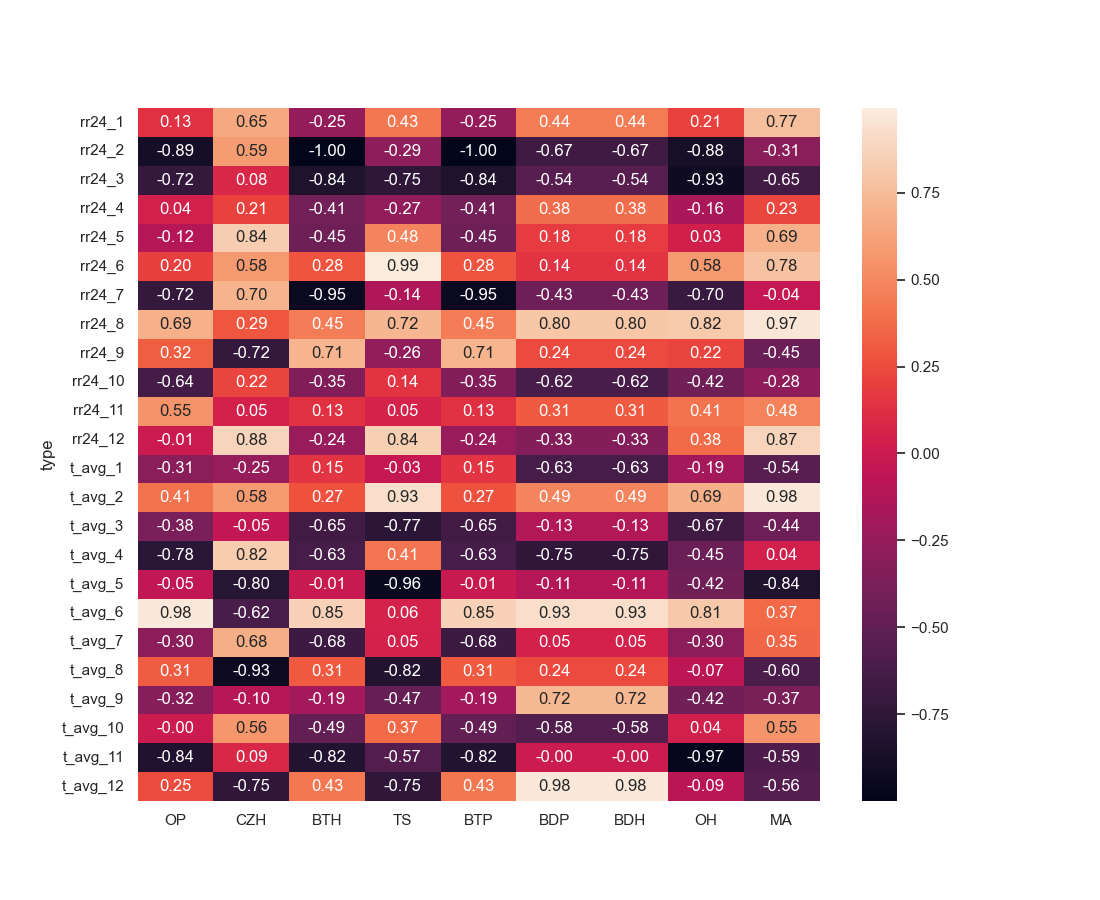 rr24_1 0.13 0.65 -0.25 0.43 -0.25 0.44 0.44 0.21 0.77
rr24_2 -0.89 0.59 -1.00 -0.29 -1.00 -0.67 -0.67 -0.88 -0.31
rr24_3 -0.72 0.08 -0.84 -0.75 -0.84 -0.54 -0.54 -0.93 -0.65
rr24_4 0.04 0.21 -0.41 -0.27 -0.41 0.38 0.38 -0.16 0.23
rr24_5 -0.12 0.84 -0.45 0.48 -0.45 0.18 0.18 0.03 0.69
rr24_6 0.20 0.58 0.28 0.99 0.28 0.14 0.14 0.58 0.78
rr24_7 -0.72 0.70 -0.95 -0.14 -0.95 -0.43 -0.43 -0.70 -0.04
rr24_8 0.69 0.29 0.45 0.72 0.45 0.80 0.80 0.82 0.97
rr24_9 0.32 -0.72 0.71 -0.26 0.71 0.24 0.24 0.22 -0.45
rr24_10 -0.64 0.22 -0.35 0.14 -0.35 -0.62 -0.62 -0.42 -0.28
rr24_11 0.55 0.05 0.13 0.05 0.13 0.31 0.31 0.41 0.48
rr24_12 -0.01 0.88 -0.24 0.84 -0.24 -0.33 -0.33 0.38 0.87
t_avg_1 -0.31 -0.25 0.15 -0.03 0.15 -0.63 -0.63 -0.19 -0.54
t_avg_2 0.41 0.58 0.27 0.93 0.27 0.49 0.49 0.69 0.98
t_avg_3 -0.38 -0.05 -0.65 -0.77 -0.65 -0.13 -0.13 -0.67 -0.44
t_avg_4 -0.78 0.82 -0.63 0.41 -0.63 -0.75 -0.75 -0.45 0.04
t_avg_5 -0.05 -0.80 -0.01 -0.96 -0.01 -0.11 -0.11 -0.42 -0.84
t_avg_6 0.98 -0.62 0.85 0.06 0.85 0.93 0.93 0.81 0.37
t_avg_7 -0.30 0.68 -0.68 0.05 -0.68 0.05 0.05 -0.30 0.35
t_avg_8 0.31 -0.93 0.31 -0.82 0.31 0.24 0.24 -0.07 -0.60
t_avg_9 -0.32 -0.10 -0.19 -0.47 -0.19 0.72 0.72 -0.42 -0.37
t_avg_10 -0.00 0.56 -0.49 0.37 -0.49 -0.58 -0.58 0.04 0.55
t_avg_11 -0.84 0.09 -0.82 -0.57 -0.82 -0.00 -0.00 -0.97 -0.59
t_avg_12 0.25 -0.75 0.43 -0.75 0.43 0.98 0.98 -0.09 -0.56
OP CZH BTH TS BTP BDP BDH OH MA
type
0.75
0.50
0.25
0.00
−0.25
−0.50
−0.75